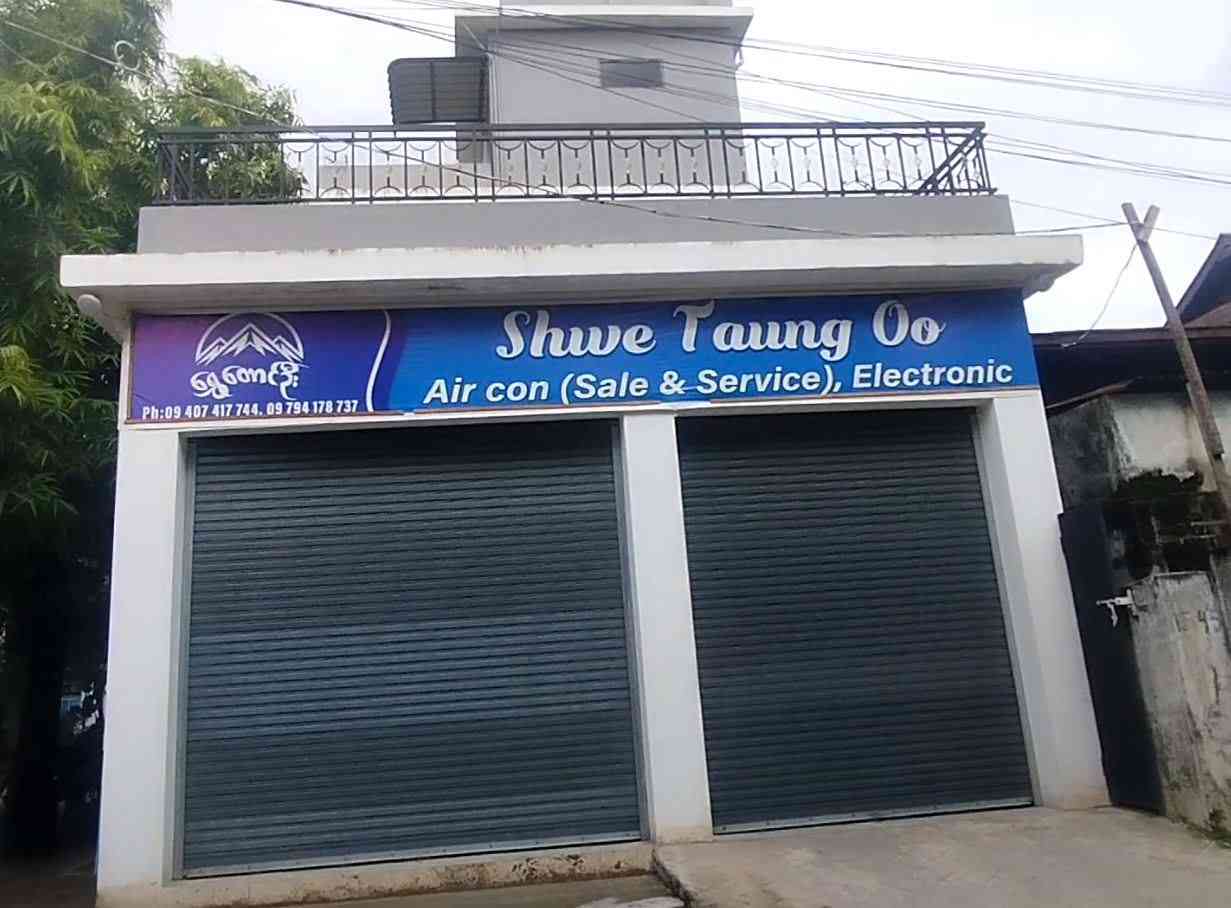 ရွှေတောင်ဦး
Ph:09 407 417 744, 09 794 178 737
Shwe Taung Oo
Air con (Sale & Service), Electronic